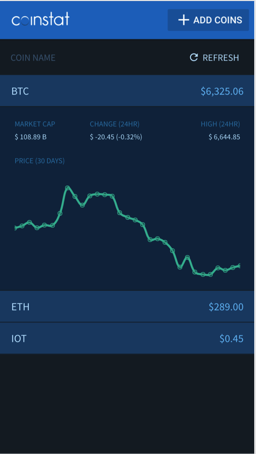 coinstat
+ ADD COINS
COIN NAME
REFRESH
BTC $6,325.06
MARKET CAP CHANGE (24HR) HIGH (24HR)
$ 108.89 B $ -20.45 (-0.32%) $ 6,644.85
PRICE (30 DAYS)
ETH $289.00
IOT $0.45